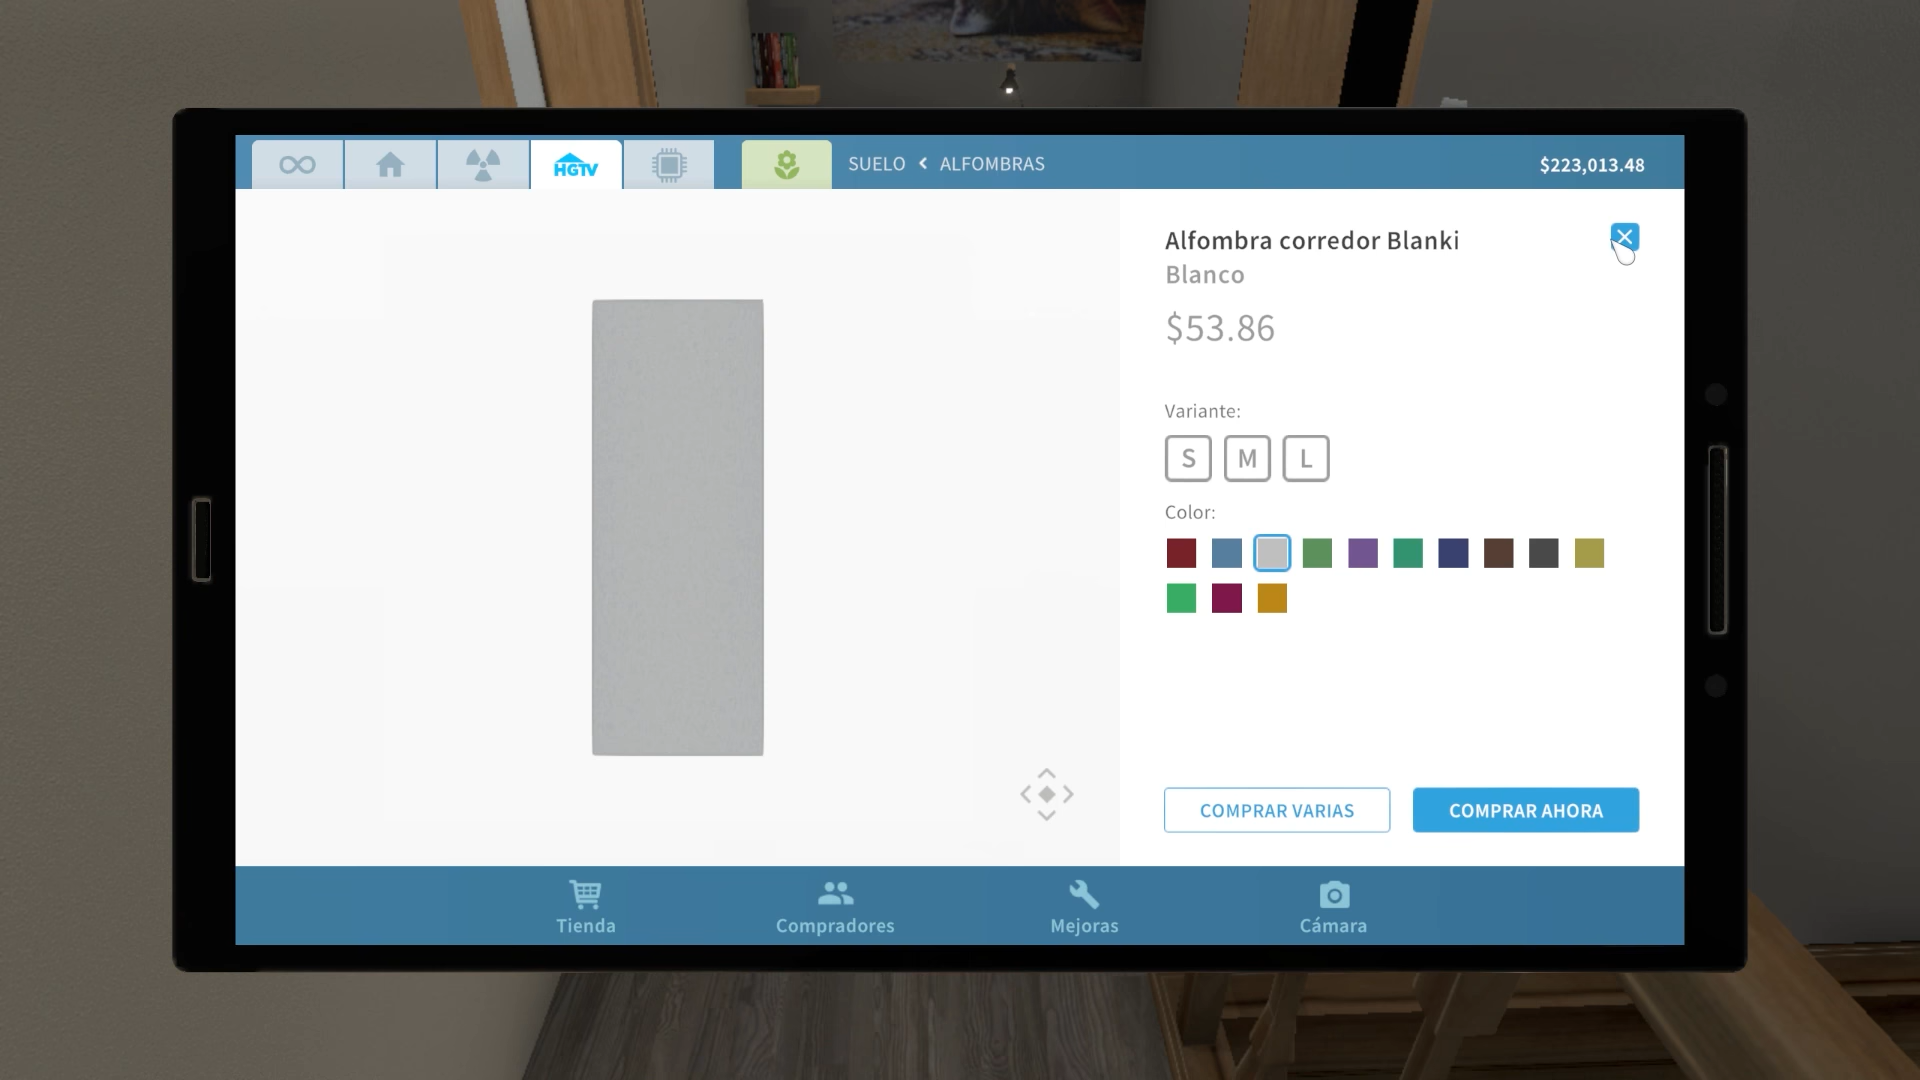 HGTV
SUELO < ALFOMBRAS
$223,013.48
Alfombra corredor Blanki
Blanco
$53.86
Variante:
S M L
Color:
COMPRAR VARIAS
COMPRAR AHORA
Tienda
Compradores
Mejoras
Cámara